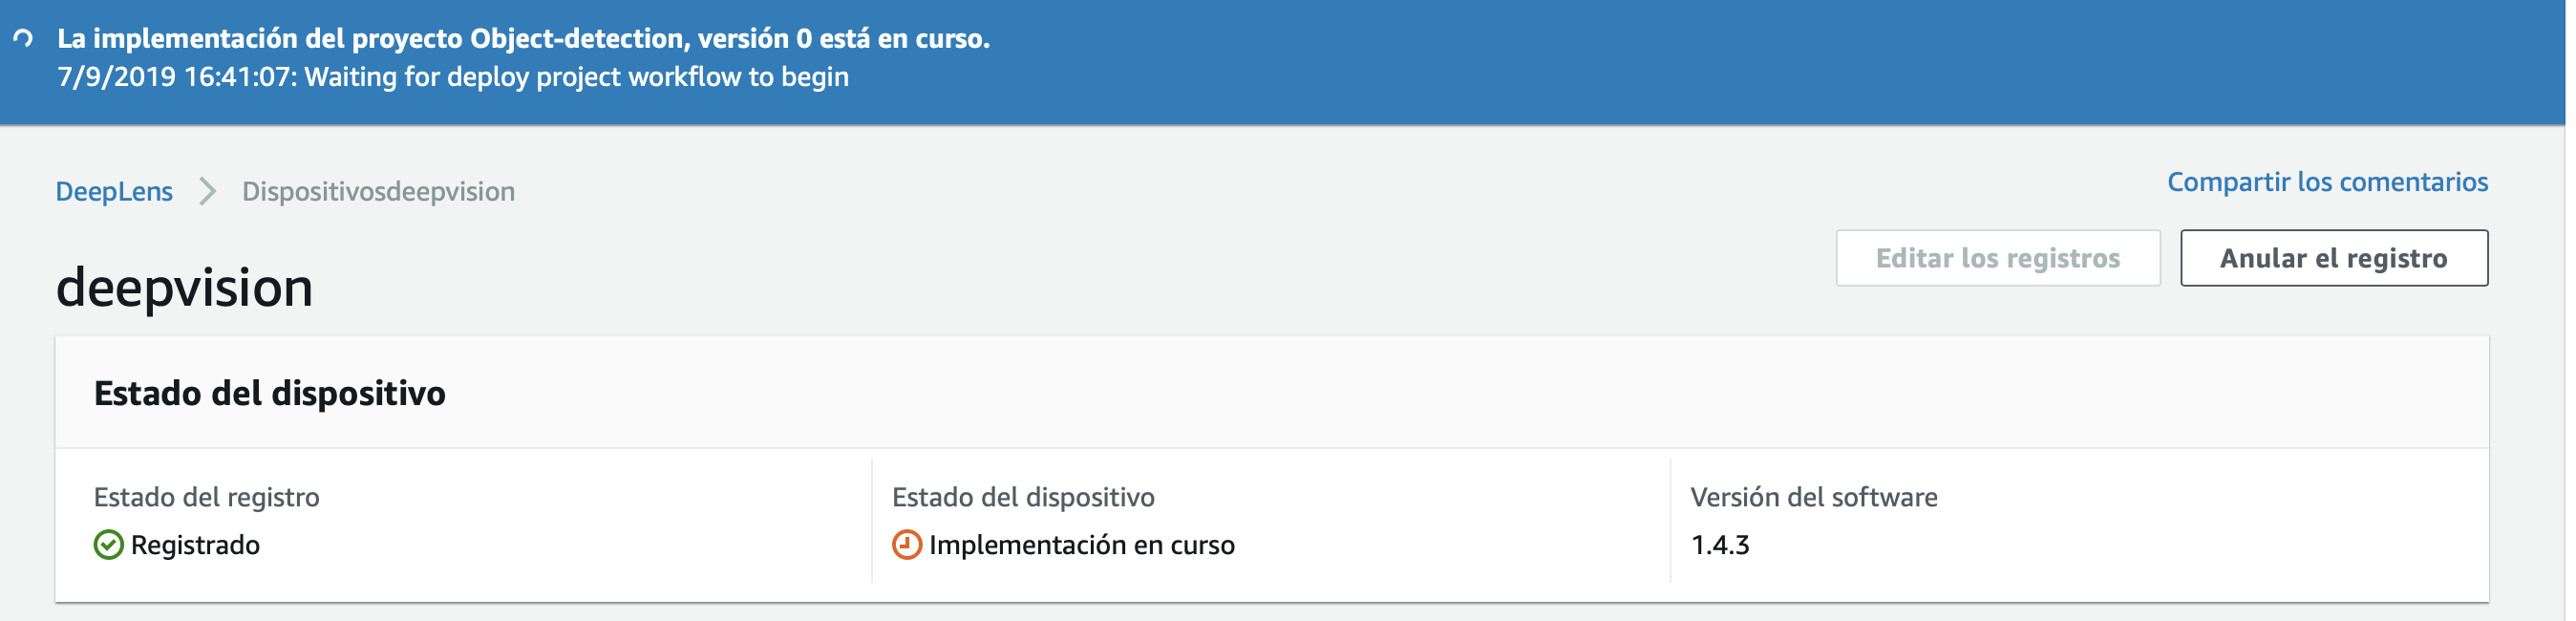 La implementación del proyecto Object-detection, versión 0 está en curso.
7/9/2019 16:41:07: Waiting for deploy project workflow to begin
DeepLens
Dispositivosdeepvision
Compartir los comentarios
deepvision
Editar los registros
Anular el registro
Estado del dispositivo
Estado del registro
Registrado
Estado del dispositivo
Implementación en curso
Versión del software
1.4.3